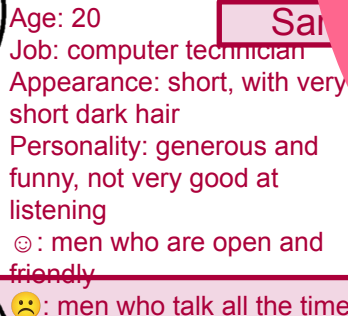 Age: 20
Job: computer technician
Appearance: short, with very
short dark hair
Personality: generous and
funny, not very good at
listening
☺: men who are open and
friendly
☹: men who talk all the time